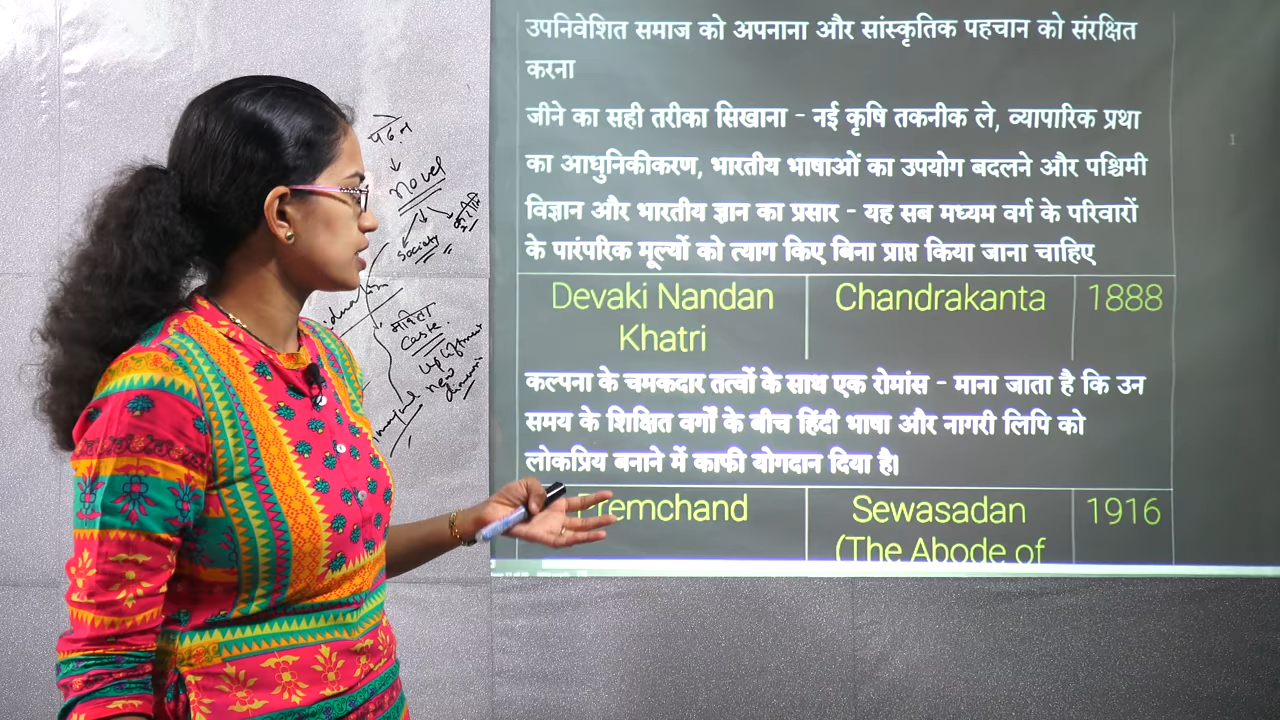 उपनिवेशित समाज को अपनाना और सांस्कृतिक पहचान को संरक्षित
करना
जीने का सही तरीका सिखाना - नई कृषि तकनीक ले, व्यापारिक प्रथा
का आधुनिकीकरण, भारतीय भाषाओं का उपयोग बदलने और पश्चिमी
विज्ञान और भारतीय ज्ञान का प्रसार - यह सब मध्यम वर्ग के परिवारों
के पारंपरिक मूल्यों को त्याग किए बिना प्राप्त किया जाना चाहिए
Devaki Nandan Khatri Chandrakanta 1888
कल्पना के चमकदार तत्वों के साथ एक रोमांस - माना जाता है कि उन
समय के शिक्षित वर्गों के बीच हिंदी भाषा और नागरी लिपि को
लोकप्रिय बनाने में काफी योगदान दिया है।
Premchand Sewasadan 1916
(The Abode of
novel
society
महिला
caste
upliftment
new